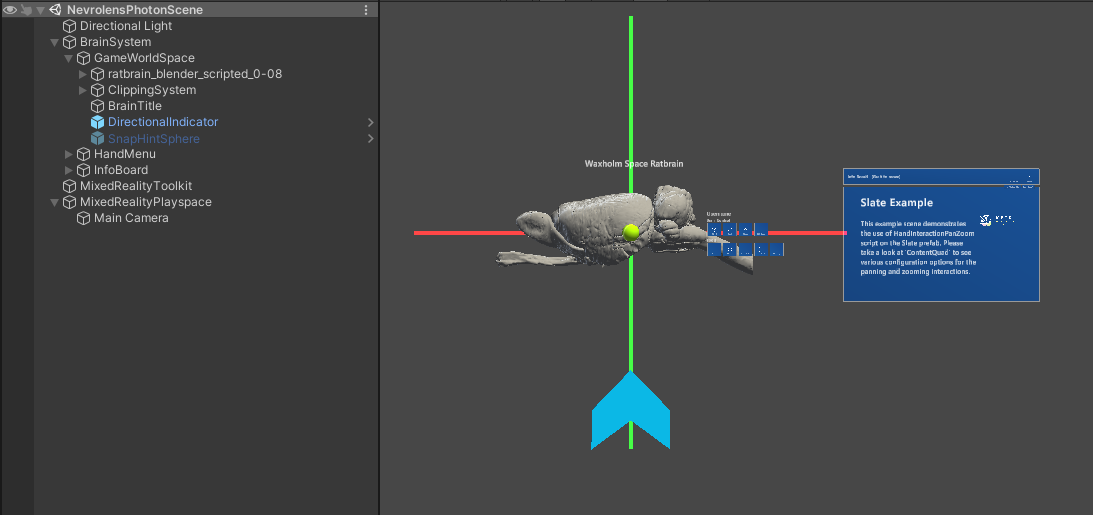 NevrolensPhotonScene
Directional Light
BrainSystem
GameWorldSpace
ratbrain_blender_scripted_0-08
ClippingSystem
BrainTitle
DirectionalIndicator
SnapHintSphere
HandMenu
InfoBoard
MixedRealityToolkit
MixedRealityPlayspace
Main Camera
Waxholm Space Ratbrain
Slate Example
This example scene demonstrates
the use of HandInteractionPanZoom
script on the Slate prefab. Please
take a look at `ContentQuad` to see
various configuration options for the
panning and zooming interactions.